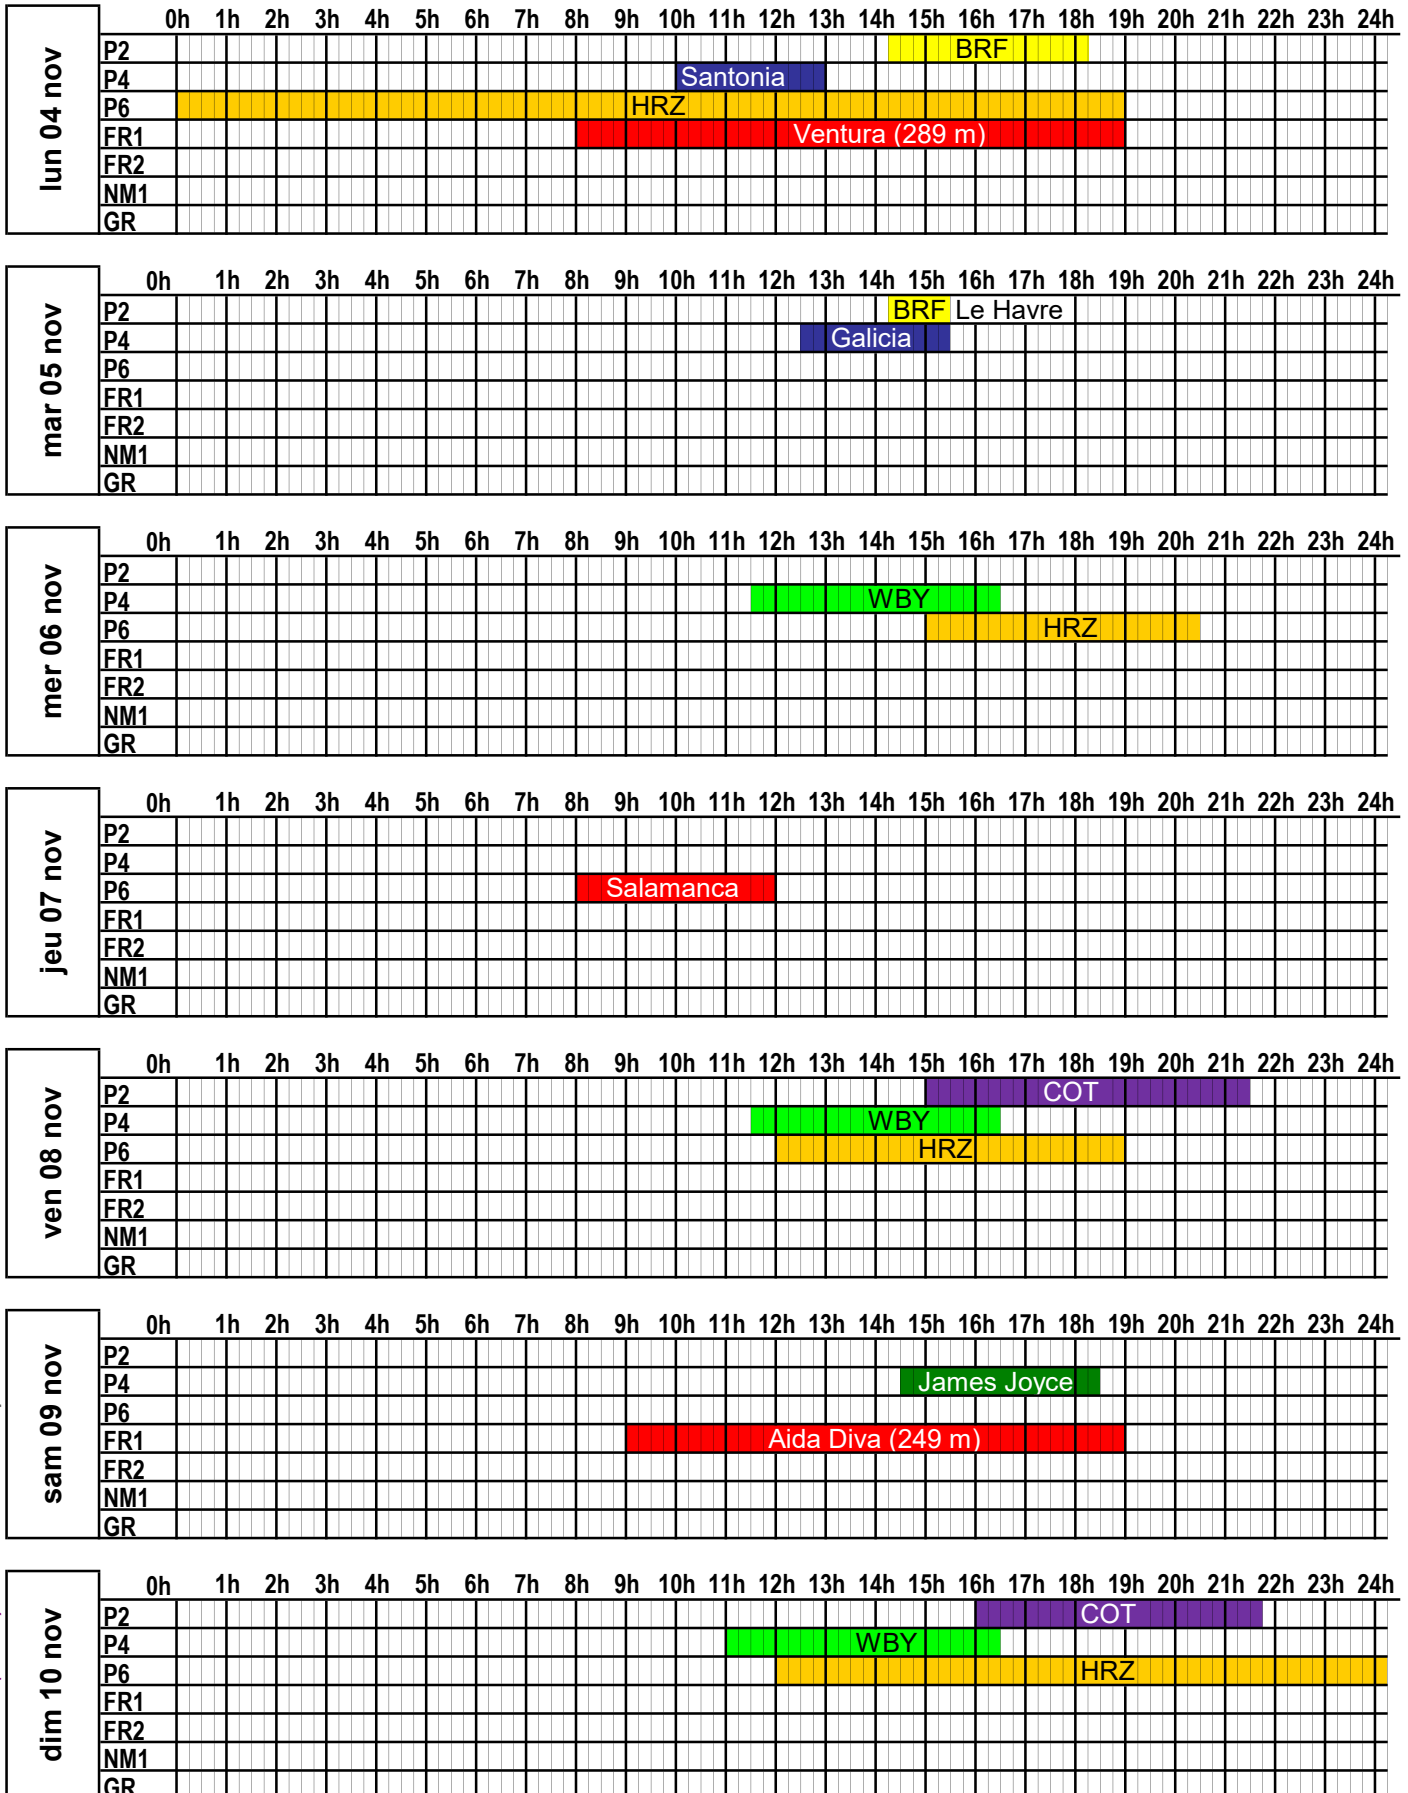 0h 1h 2h 3h 4h 5h 6h 7h 8h 9h 10h 11h 12h 13h 14h 15h 16h 17h 18h 19h 20h 21h 22h 23h 24h
lun 04 nov
P2 BRF
P4 Santonia
P6 HRZ
FR1 Ventura (289 m)
FR2
NM1
GR
0h 1h 2h 3h 4h 5h 6h 7h 8h 9h 10h 11h 12h 13h 14h 15h 16h 17h 18h 19h 20h 21h 22h 23h 24h
mar 05 nov
P2 BRF Le Havre
P4 Galicia
P6
FR1
FR2
NM1
GR
0h 1h 2h 3h 4h 5h 6h 7h 8h 9h 10h 11h 12h 13h 14h 15h 16h 17h 18h 19h 20h 21h 22h 23h 24h
mer 06 nov
P2
P4 WBY
P6 HRZ
FR1
FR2
NM1
GR
0h 1h 2h 3h 4h 5h 6h 7h 8h 9h 10h 11h 12h 13h 14h 15h 16h 17h 18h 19h 20h 21h 22h 23h 24h
jeu 07 nov
P2
P4
P6 Salamanca
FR1
FR2
NM1
GR
0h 1h 2h 3h 4h 5h 6h 7h 8h 9h 10h 11h 12h 13h 14h 15h 16h 17h 18h 19h 20h 21h 22h 23h 24h
ven 08 nov
P2 COT
P4 WBY
P6 HRZ
FR1
FR2
NM1
GR
0h 1h 2h 3h 4h 5h 6h 7h 8h 9h 10h 11h 12h 13h 14h 15h 16h 17h 18h 19h 20h 21h 22h 23h 24h
sam 09 nov
P2
P4 James Joyce
P6
FR1 Aida Diva (249 m)
FR2
NM1
GR
0h 1h 2h 3h 4h 5h 6h 7h 8h 9h 10h 11h 12h 13h 14h 15h 16h 17h 18h 19h 20h 21h 22h 23h 24h
dim 10 nov
P2 COT
P4 WBY
P6 HRZ
FR1
FR2
NM1
GR